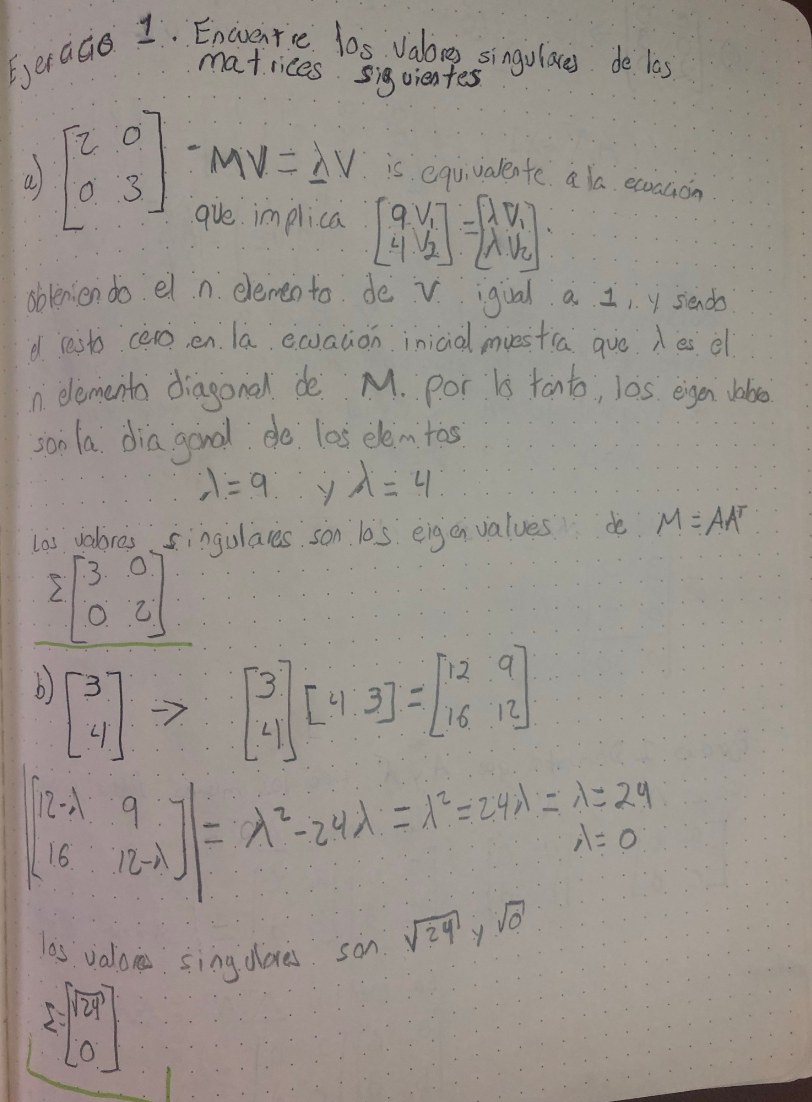 Ejercicio 1. Encuentre los valores singulares de las
matrices siguientes
a) [2 0; 0 3] - MV = λV is equivalente a la ecuación
que implica [9V₁; 4V₂] = [λV₁; λV₂].
obteniendo el n elemento de V igual a 1, y siendo
el resto cero en la ecuación inicial muestra que λ es el
n elemento diagonal de M. por lo tanto, los eigen valores
son la diagonal de los elemtos
λ=9 y λ=4
Los valores singulares son los eigenvalues de M=AAᵀ
Σ[3 0; 0 2]
b) [3; 4] → [3; 4] [4 3] = [12 9; 16 12]
|[12-λ 9; 16 12-λ]| = λ²-24λ = λ²=24λ = λ=24
λ=0
los valores singulares son √24 y √0
Σ=[√24; 0]